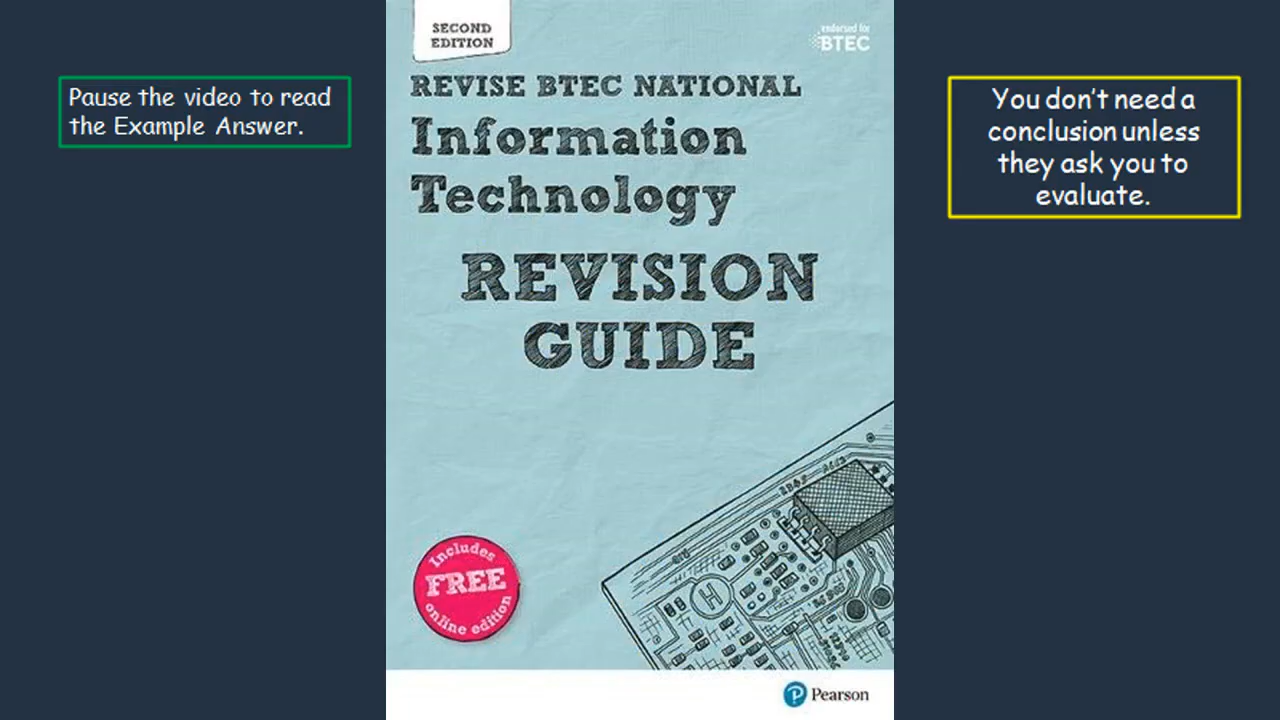 Pause the video to read
the Example Answer.
SECOND
EDITION
endorsed for
BTEC
REVISE BTEC NATIONAL
Information
Technology
REVISION
GUIDE
Includes
FREE
online edition
Pearson
You don't need a
conclusion unless
they ask you to
evaluate.